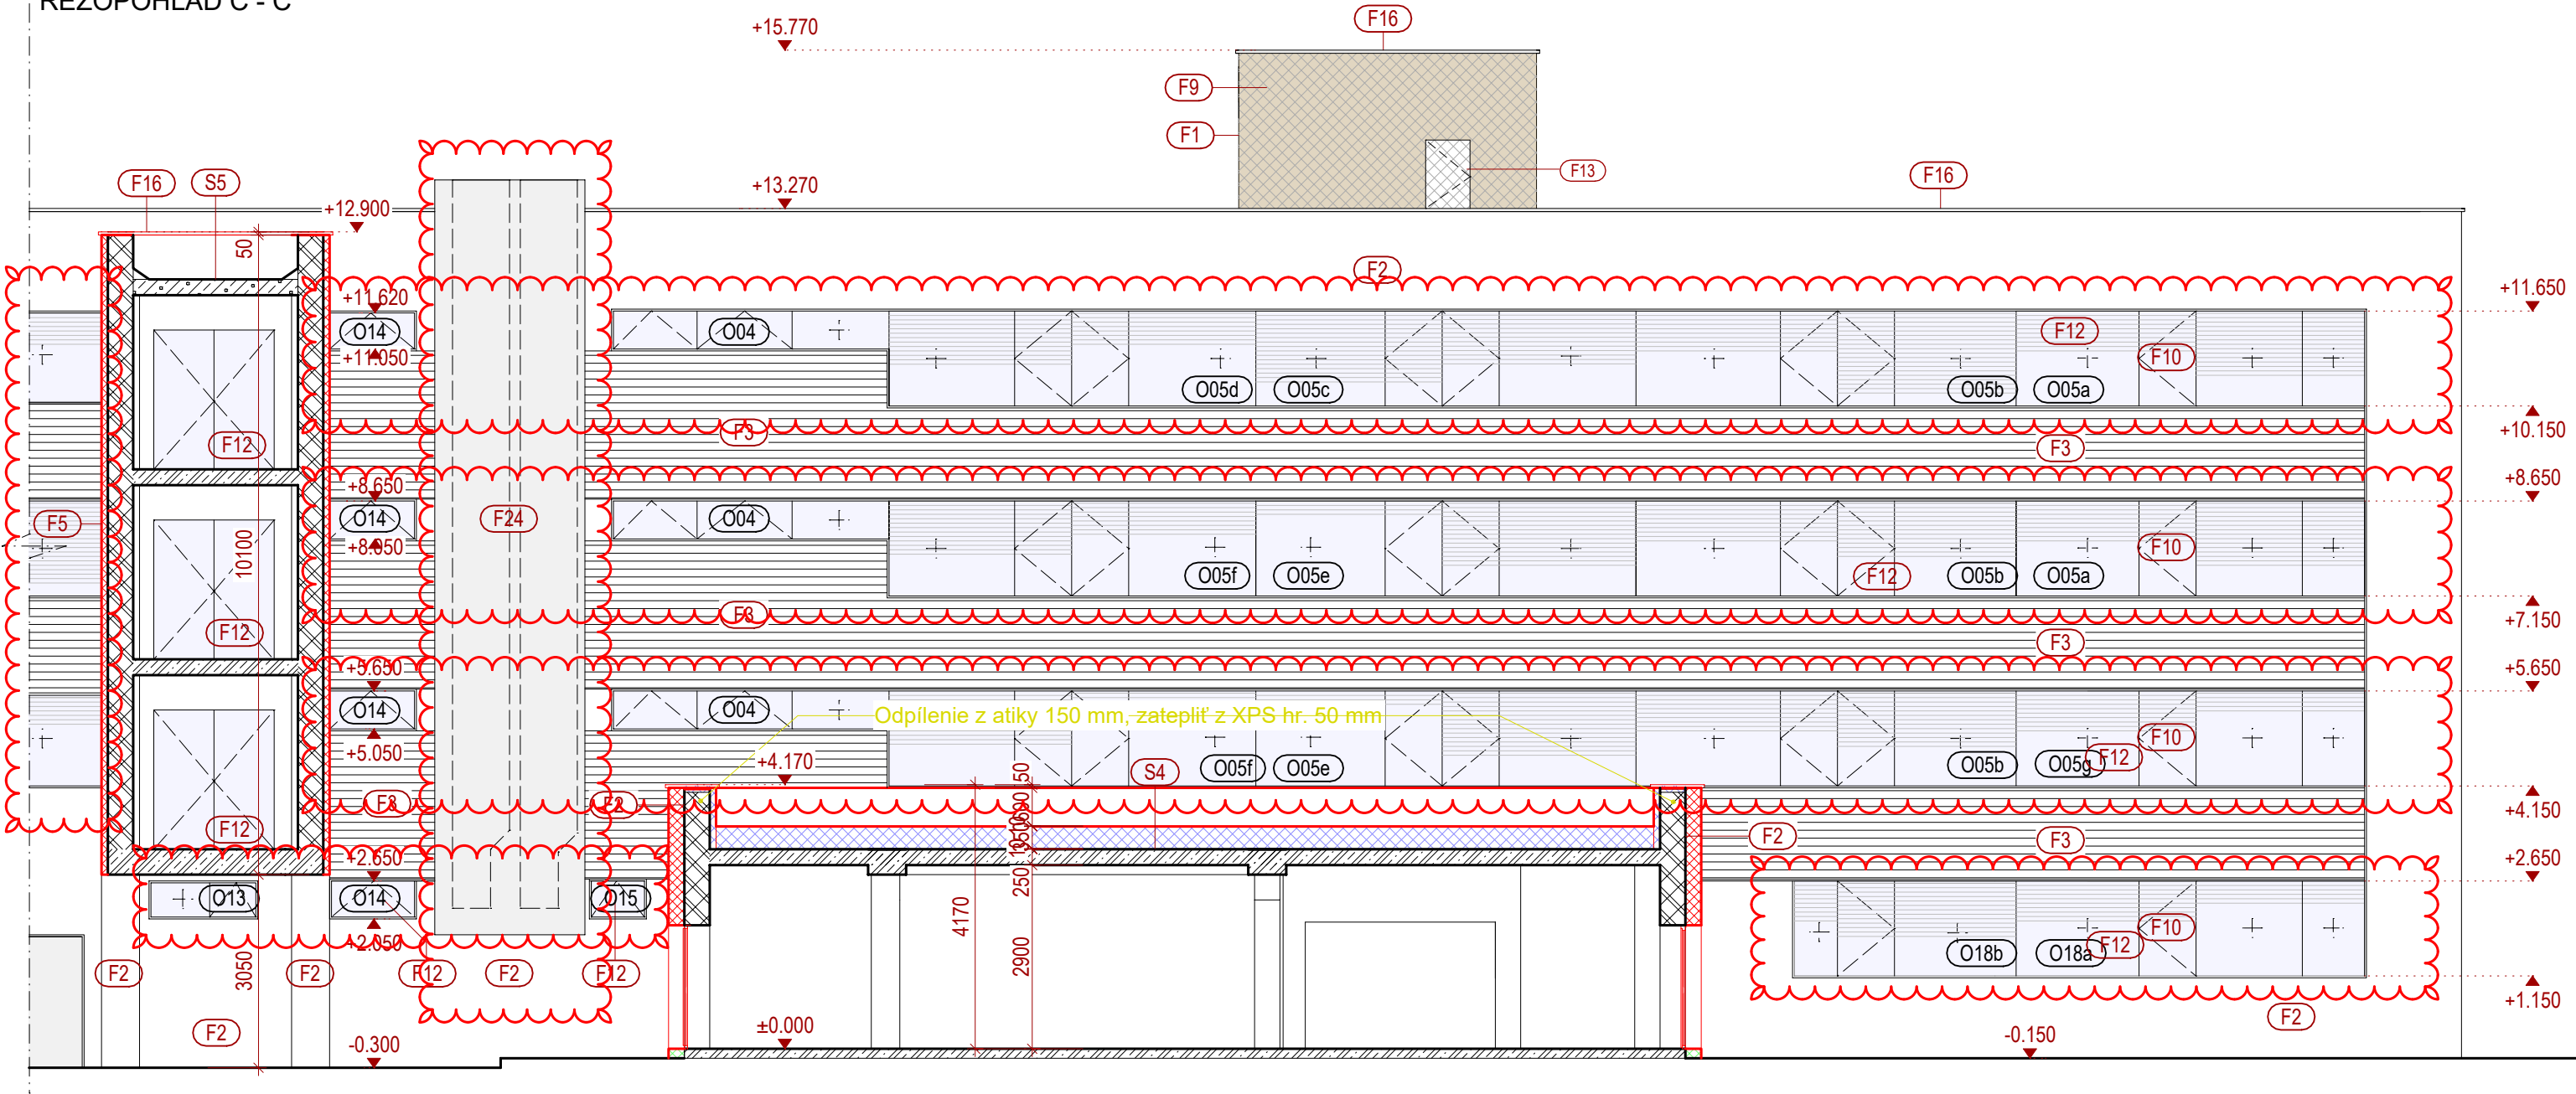 REZOPOHĽAD C - C
+15.770
F16
F9
F1
F13
F16
S5
+12.900
+13.270
F16
F2
+11.620
O14
+11.050
O04
F12
F10
+11.650
O05d
O05c
O05b
O05a
50
F12
F3
F3
+10.150
+8.650
O14
+8.050
F24
O04
F10
+8.650
F5
10100
O05f
O05e
F12
O05b
O05a
F12
F3
F3
+7.150
+5.650
O14
+5.050
O04
Odpílenie z atiky 150 mm, zatepliť z XPS hr. 50 mm
F10
+5.650
+4.170
S4
O05f
O05e
O05b
O05g
F12
150
F12
F3
F2
F2
F3
+4.150
+2.650
O13
O14
O15
+2.050
250
+2.650
4170
2900
F10
O18b
O18a
F12
F2
F2
F12
F2
F12
3050
+1.150
F2
F2
-0.300
±0.000
-0.150